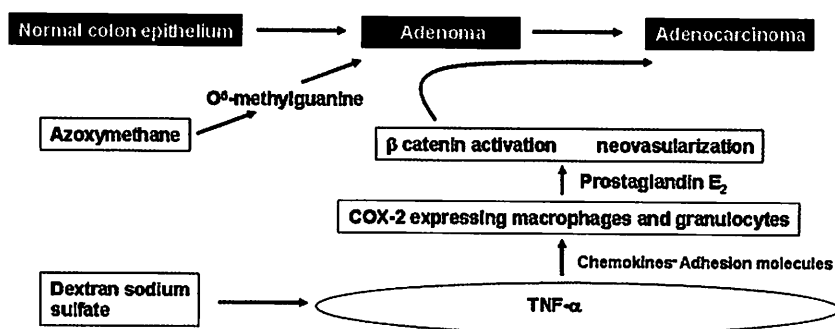 Normal colon epithelium
Adenoma
Adenocarcinoma
O⁶-methylguanine
Azoxymethane
β catenin activation neovasularization
Prostaglandin E₂
COX-2 expressing macrophages and granulocytes
Chemokines Adhesion molecules
Dextran sodium
sulfate
TNF-α